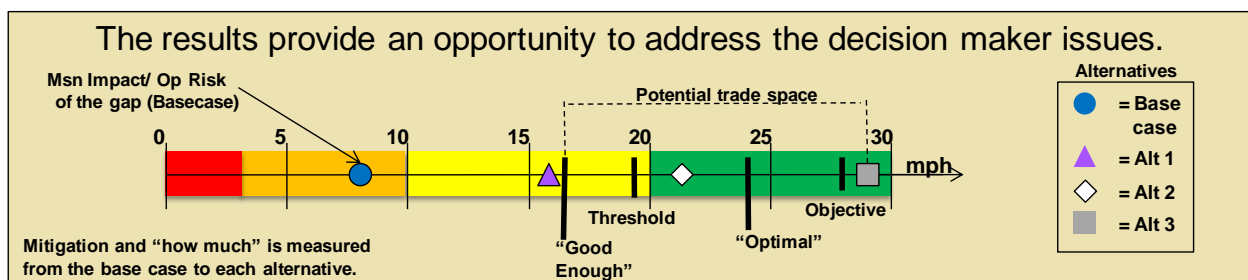 The results provide an opportunity to address the decision maker issues.
Msn Impact/ Op Risk
of the gap (Basecase)
Potential trade space
0 5 10 15 20 25 30
mph
Threshold
Objective
"Good
Enough"
"Optimal"
Mitigation and "how much" is measured
from the base case to each alternative.
Alternatives
= Base
case
= Alt 1
= Alt 2
= Alt 3